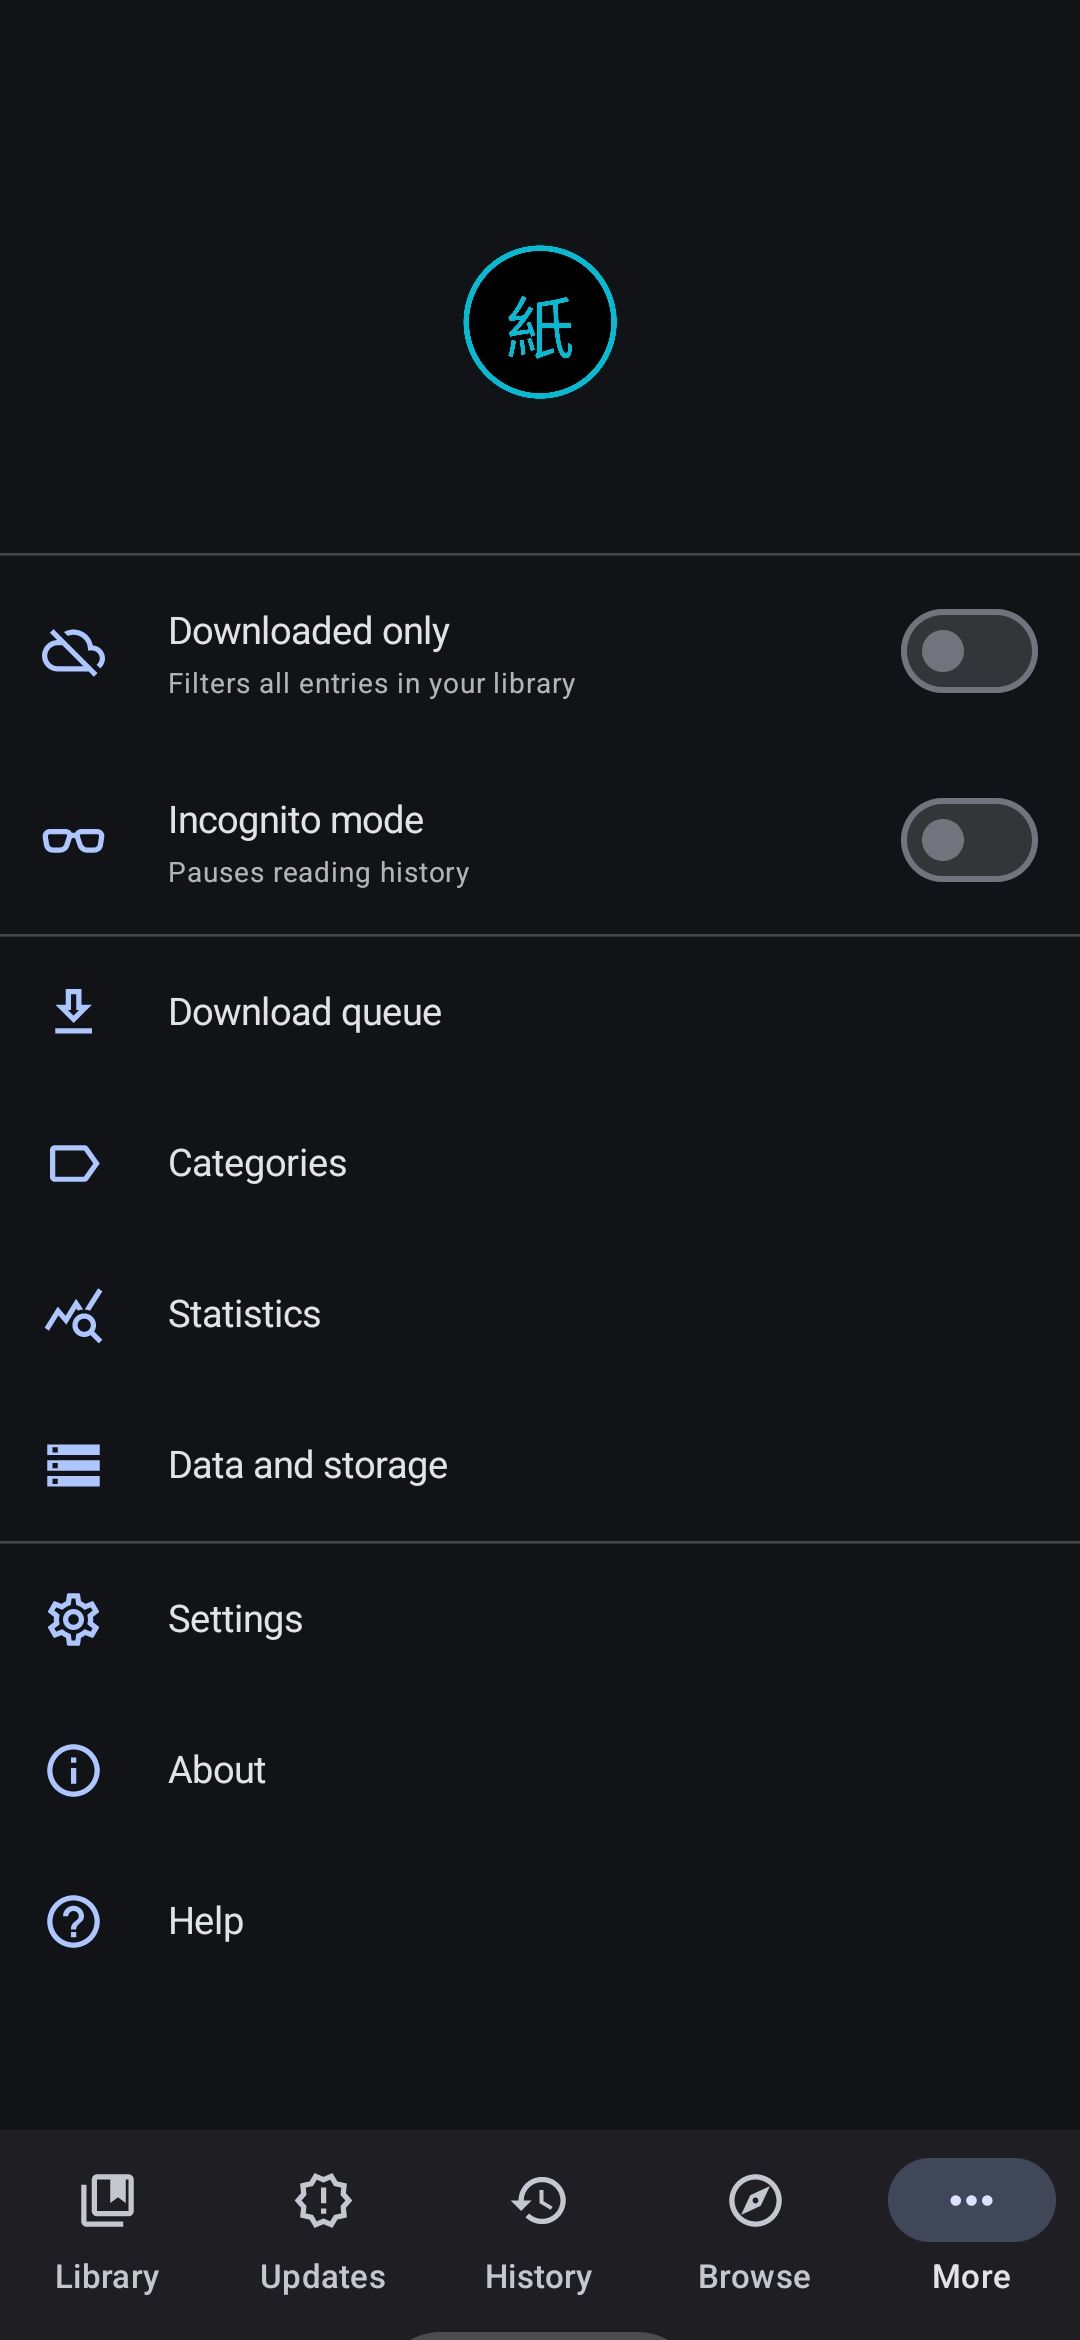 紙
Downloaded only
Filters all entries in your library
Incognito mode
Pauses reading history
Download queue
Categories
Statistics
Data and storage
Settings
About
Help
Library
Updates
History
Browse
More